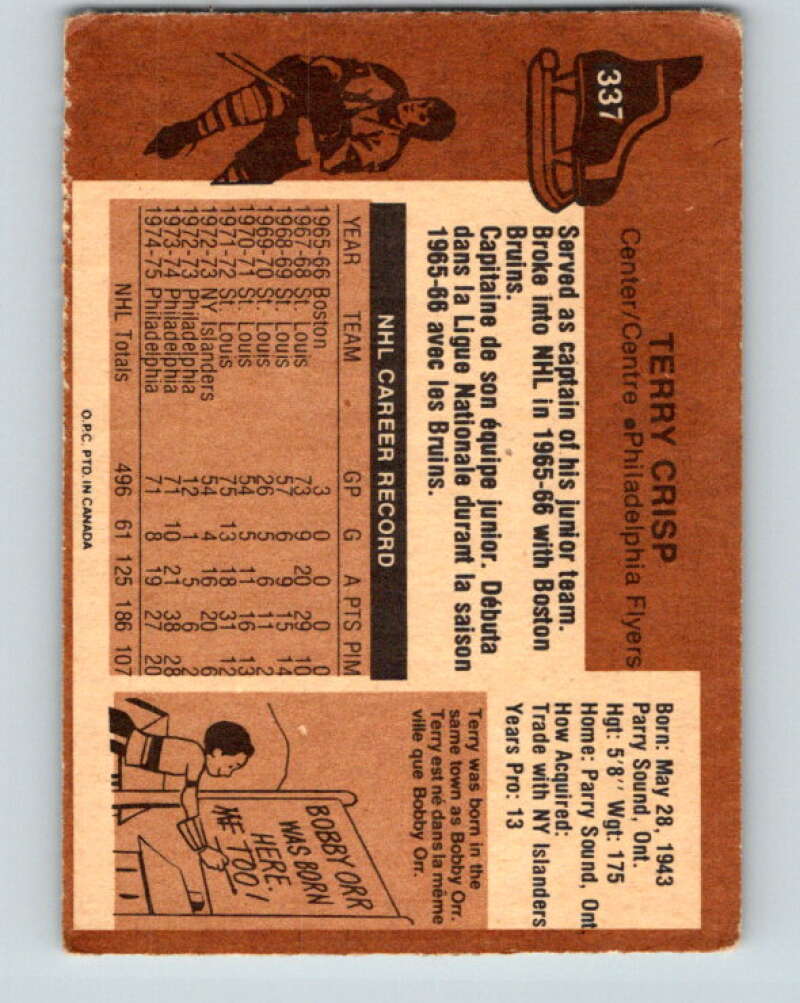 337
TERRY CRISP
Center/Centre •Philadelphia Flyers
Born: May 28, 1943
Parry Sound, Ont.
Hgt: 5'8'' Wgt: 175
Home: Parry Sound, Ont.
How Acquired:
Trade with NY Islanders
Years Pro: 13
Served as captain of his junior team.
Broke into NHL in 1965-66 with Boston
Bruins.
Capitaine de son équipe junior. Débuta
dans la Ligue Nationale durant la saison
1965-66 avec les Bruins.
NHL CAREER RECORD
YEAR TEAM GP G A PTS PIM
1965-66 Boston 3 0 0 0 0
1967-68 St. Louis 73 9 20 29 10
1968-69 St. Louis 57 6 9 15 14
1969-70 St. Louis 26 5 6 11 2
1970-71 St. Louis 54 5 11 16 13
1971-72 St. Louis 75 13 18 31 12
1972-73 NY Islanders 54 4 16 20 6
1972-73 Philadelphia 12 1 5 6 2
1973-74 Philadelphia 71 10 21 38 28
1974-75 Philadelphia 71 8 19 27 20
NHL Totals 496 61 125 186 107
Terry was born in the
same town as Bobby Orr.
Terry est né dans la même
ville que Bobby Orr.
BOBBY ORR
WAS BORN
HERE.
ME TOO!
O.P.C. PTD. IN CANADA